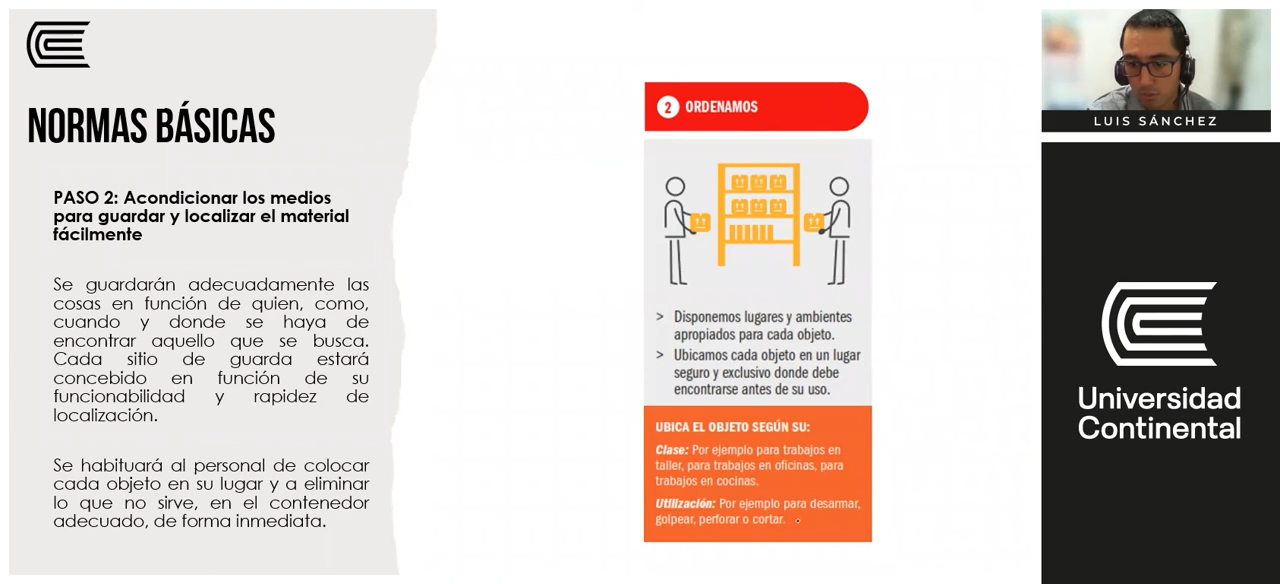 NORMAS BÁSICAS
PASO 2: Acondicionar los medios
para guardar y localizar el material
fácilmente
Se guardarán adecuadamente las
cosas en función de quien, como,
cuando y donde se haya de
encontrar aquello que se busca.
Cada sitio de guarda estará
concebido en función de su
funcionabilidad y rapidez de
localización.
Se habituará al personal de colocar
cada objeto en su lugar y a eliminar
lo que no sirve, en el contenedor
adecuado, de forma inmediata.
2 ORDENAMOS
> Disponemos lugares y ambientes
apropiados para cada objeto.
> Ubicamos cada objeto en un lugar
seguro y exclusivo donde debe
encontrarse antes de su uso.
UBICA EL OBJETO SEGÚN SU:
Clase: Por ejemplo para trabajos en
taller, para trabajos en oficinas, para
trabajos en cocinas.
Utilización: Por ejemplo para desarmar,
golpear, perforar o cortar.
LUIS SÁNCHEZ
Universidad
Continental